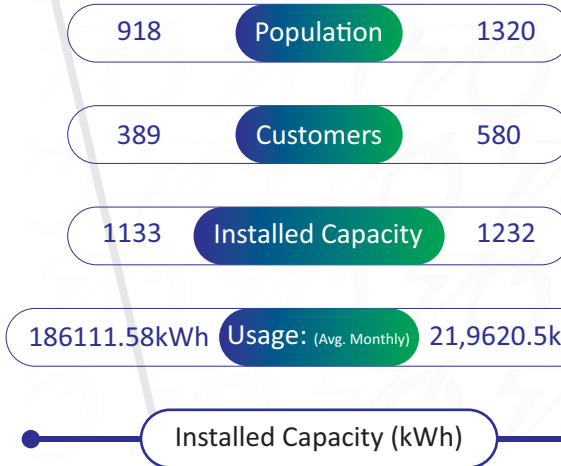 918 Population 1320
389 Customers 580
1133 Installed Capacity 1232
186111.58kWh Usage: (Avg. Monthly) 21,9620.5k
Installed Capacity (kWh)